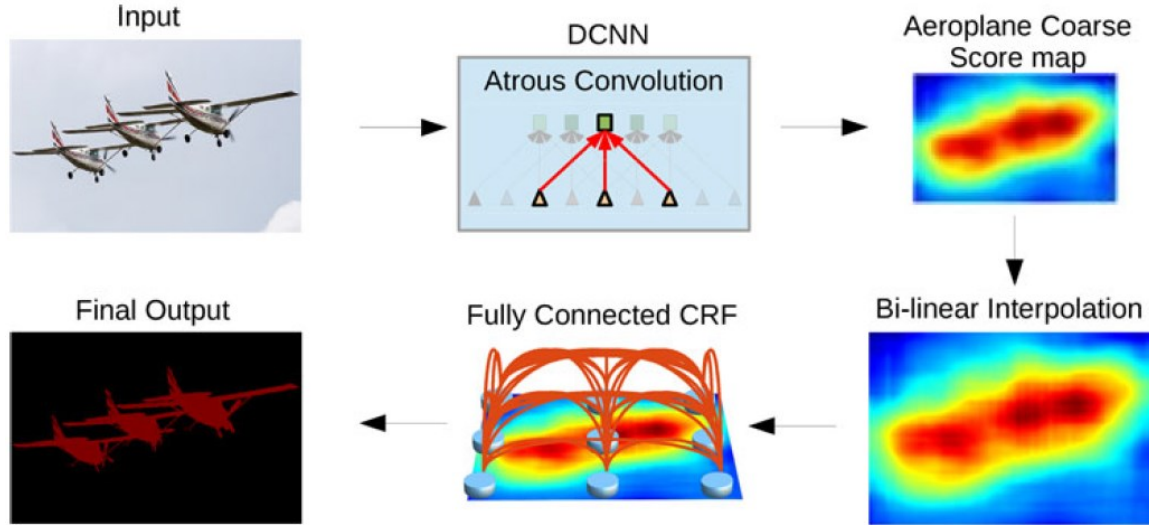 Input
DCNN
Atrous Convolution
Aeroplane Coarse
Score map
Final Output
Fully Connected CRF
Bi-linear Interpolation